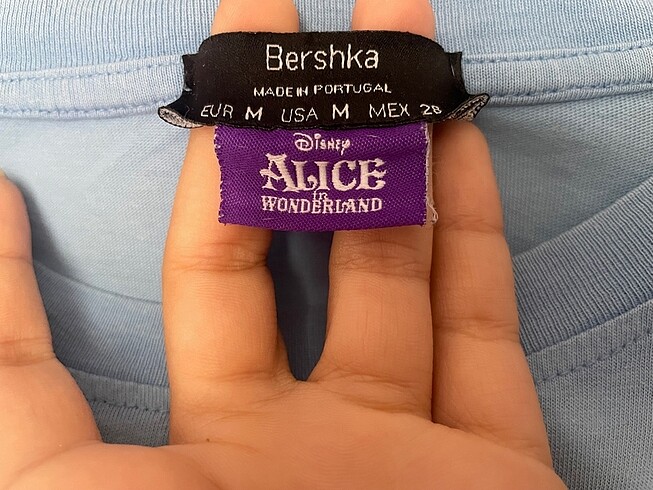 Bershka
MADE IN PORTUGAL
EUR M USA M MEX 28
Disney
ALICE
in
WONDERLAND